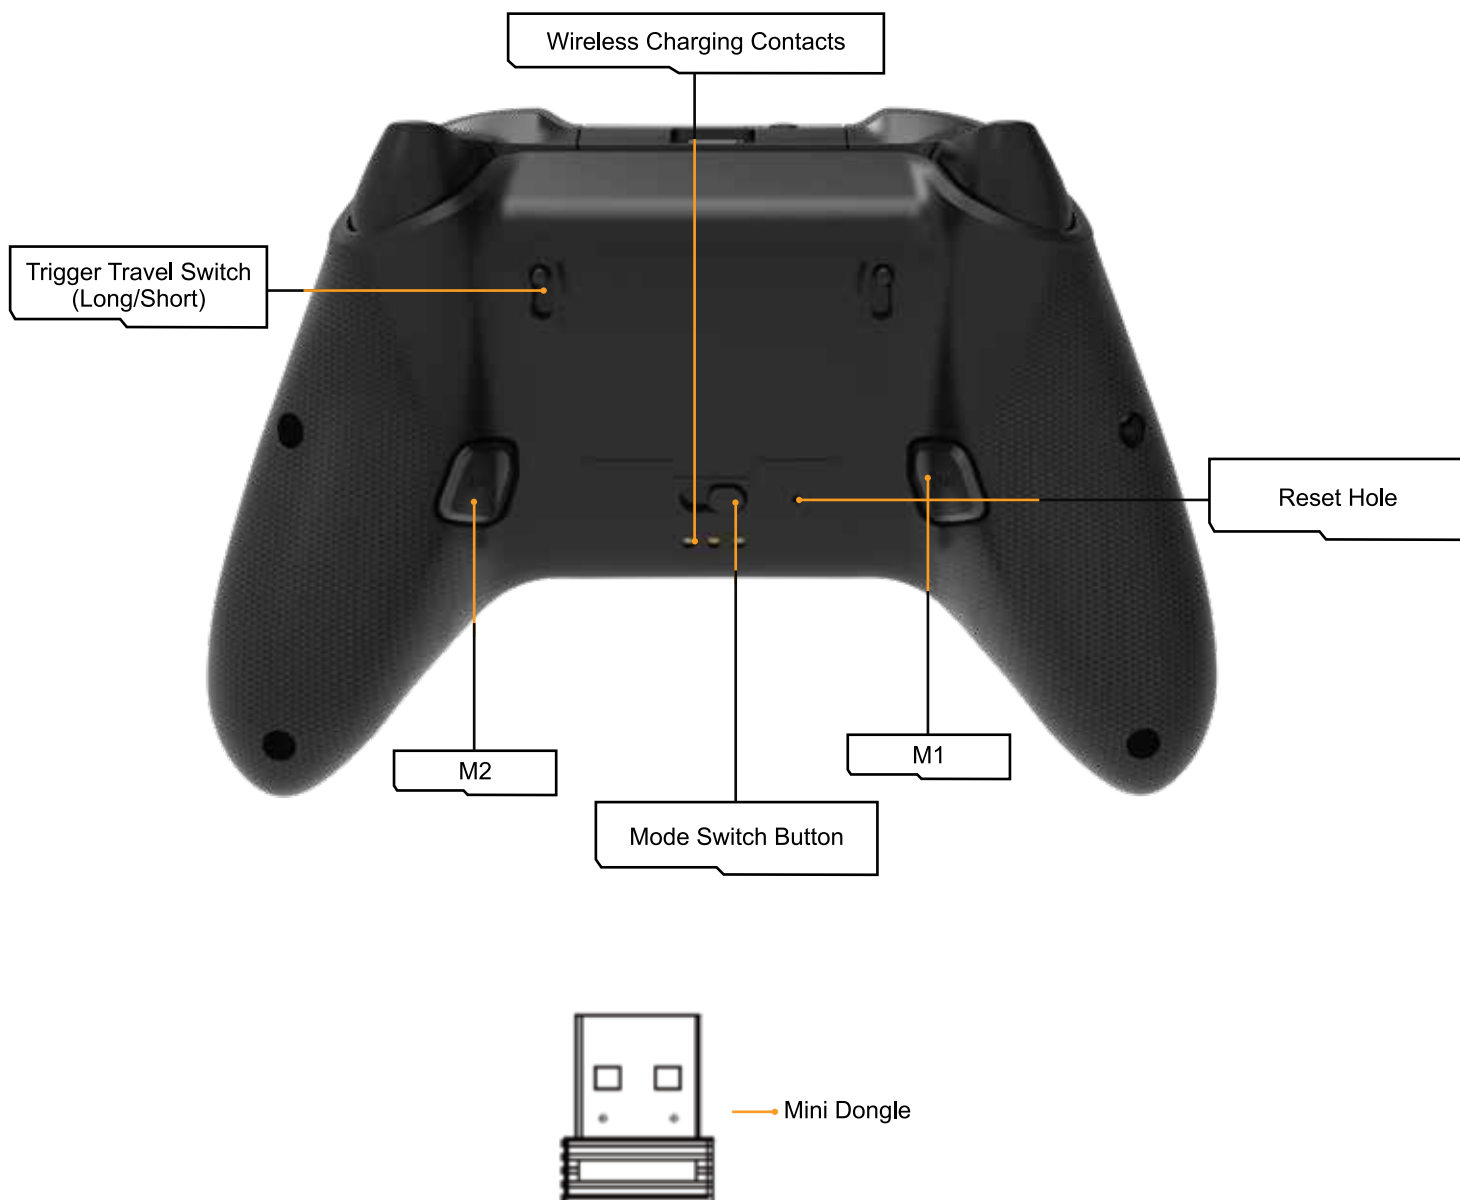 Wireless Charging Contacts
Trigger Travel Switch
(Long/Short)
Reset Hole
M2
M1
Mode Switch Button
Mini Dongle